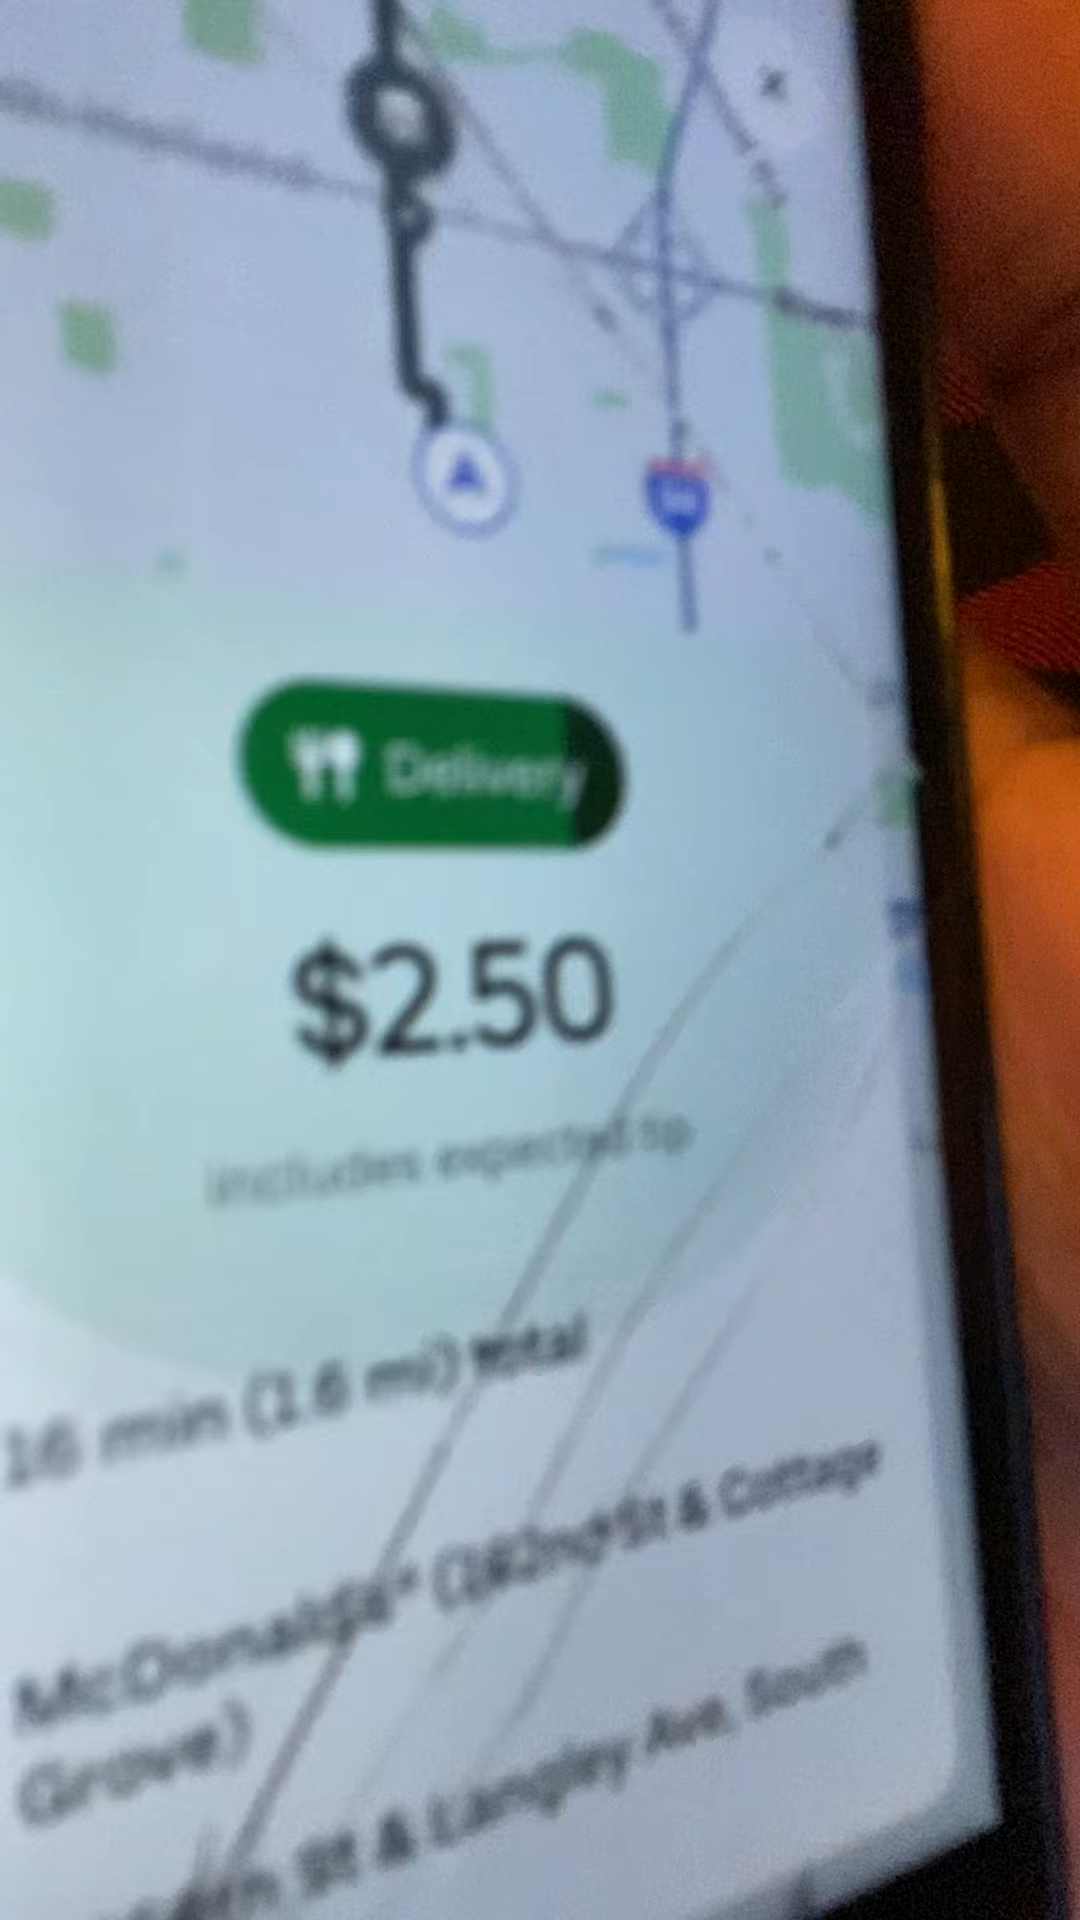 Delivery
$2.50
includes expected tip
16 min (1.6 mi) total
McDonald's® (162nd St & Cottage
Grove)
St & Langley Ave, South